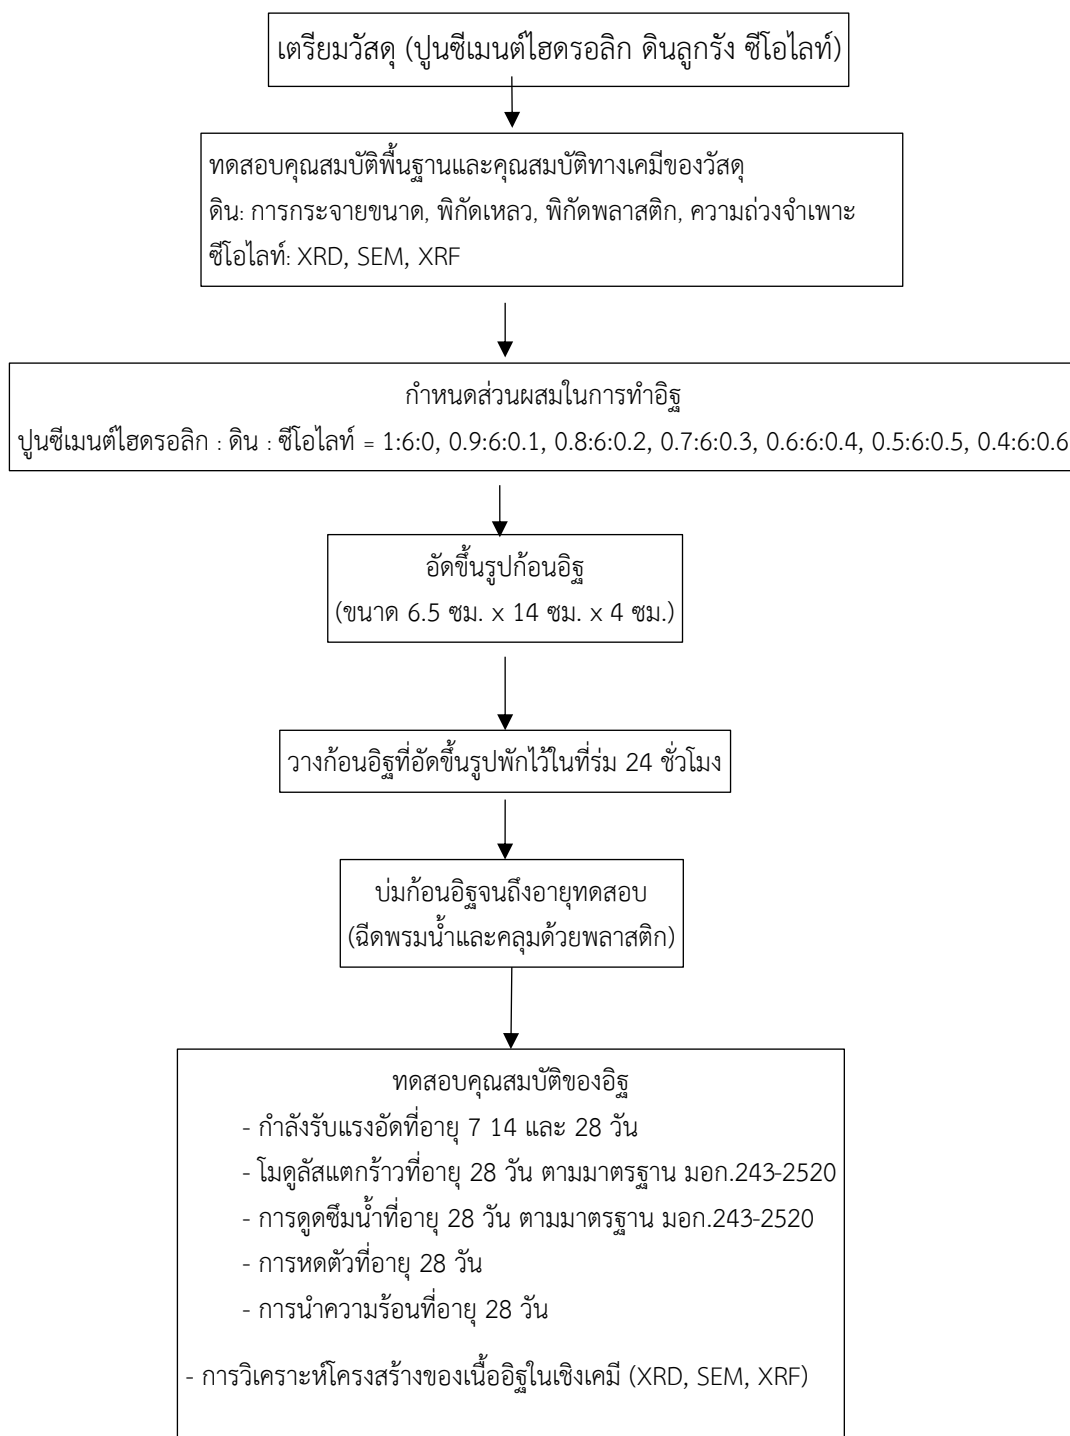 เตรียมวัสดุ (ปูนซีเมนต์ไฮดรอลิก ดินลูกรัง ซีโอไลท์)
ทดสอบคุณสมบัติพื้นฐานและคุณสมบัติทางเคมีของวัสดุ
ดิน: การกระจายขนาด, พิกัดเหลว, พิกัดพลาสติก, ความถ่วงจำเพาะ
ซีโอไลท์: XRD, SEM, XRF
กำหนดส่วนผสมในการทำอิฐ
ปูนซีเมนต์ไฮดรอลิก : ดิน : ซีโอไลท์ = 1:6:0, 0.9:6:0.1, 0.8:6:0.2, 0.7:6:0.3, 0.6:6:0.4, 0.5:6:0.5, 0.4:6:0.6
อัดขึ้นรูปก้อนอิฐ
(ขนาด 6.5 ซม. x 14 ซม. x 4 ซม.)
วางก้อนอิฐที่อัดขึ้นรูปพักไว้ในที่ร่ม 24 ชั่วโมง
บ่มก้อนอิฐจนถึงอายุทดสอบ
(ฉีดพรมน้ำและคลุมด้วยพลาสติก)
ทดสอบคุณสมบัติของอิฐ
- กำลังรับแรงอัดที่อายุ 7 14 และ 28 วัน
- โมดูลัสแตกร้าวที่อายุ 28 วัน ตามมาตรฐาน มอก.243-2520
- การดูดซึมน้ำที่อายุ 28 วัน ตามมาตรฐาน มอก.243-2520
- การหดตัวที่อายุ 28 วัน
- การนำความร้อนที่อายุ 28 วัน
- การวิเคราะห์โครงสร้างของเนื้ออิฐในเชิงเคมี (XRD, SEM, XRF)